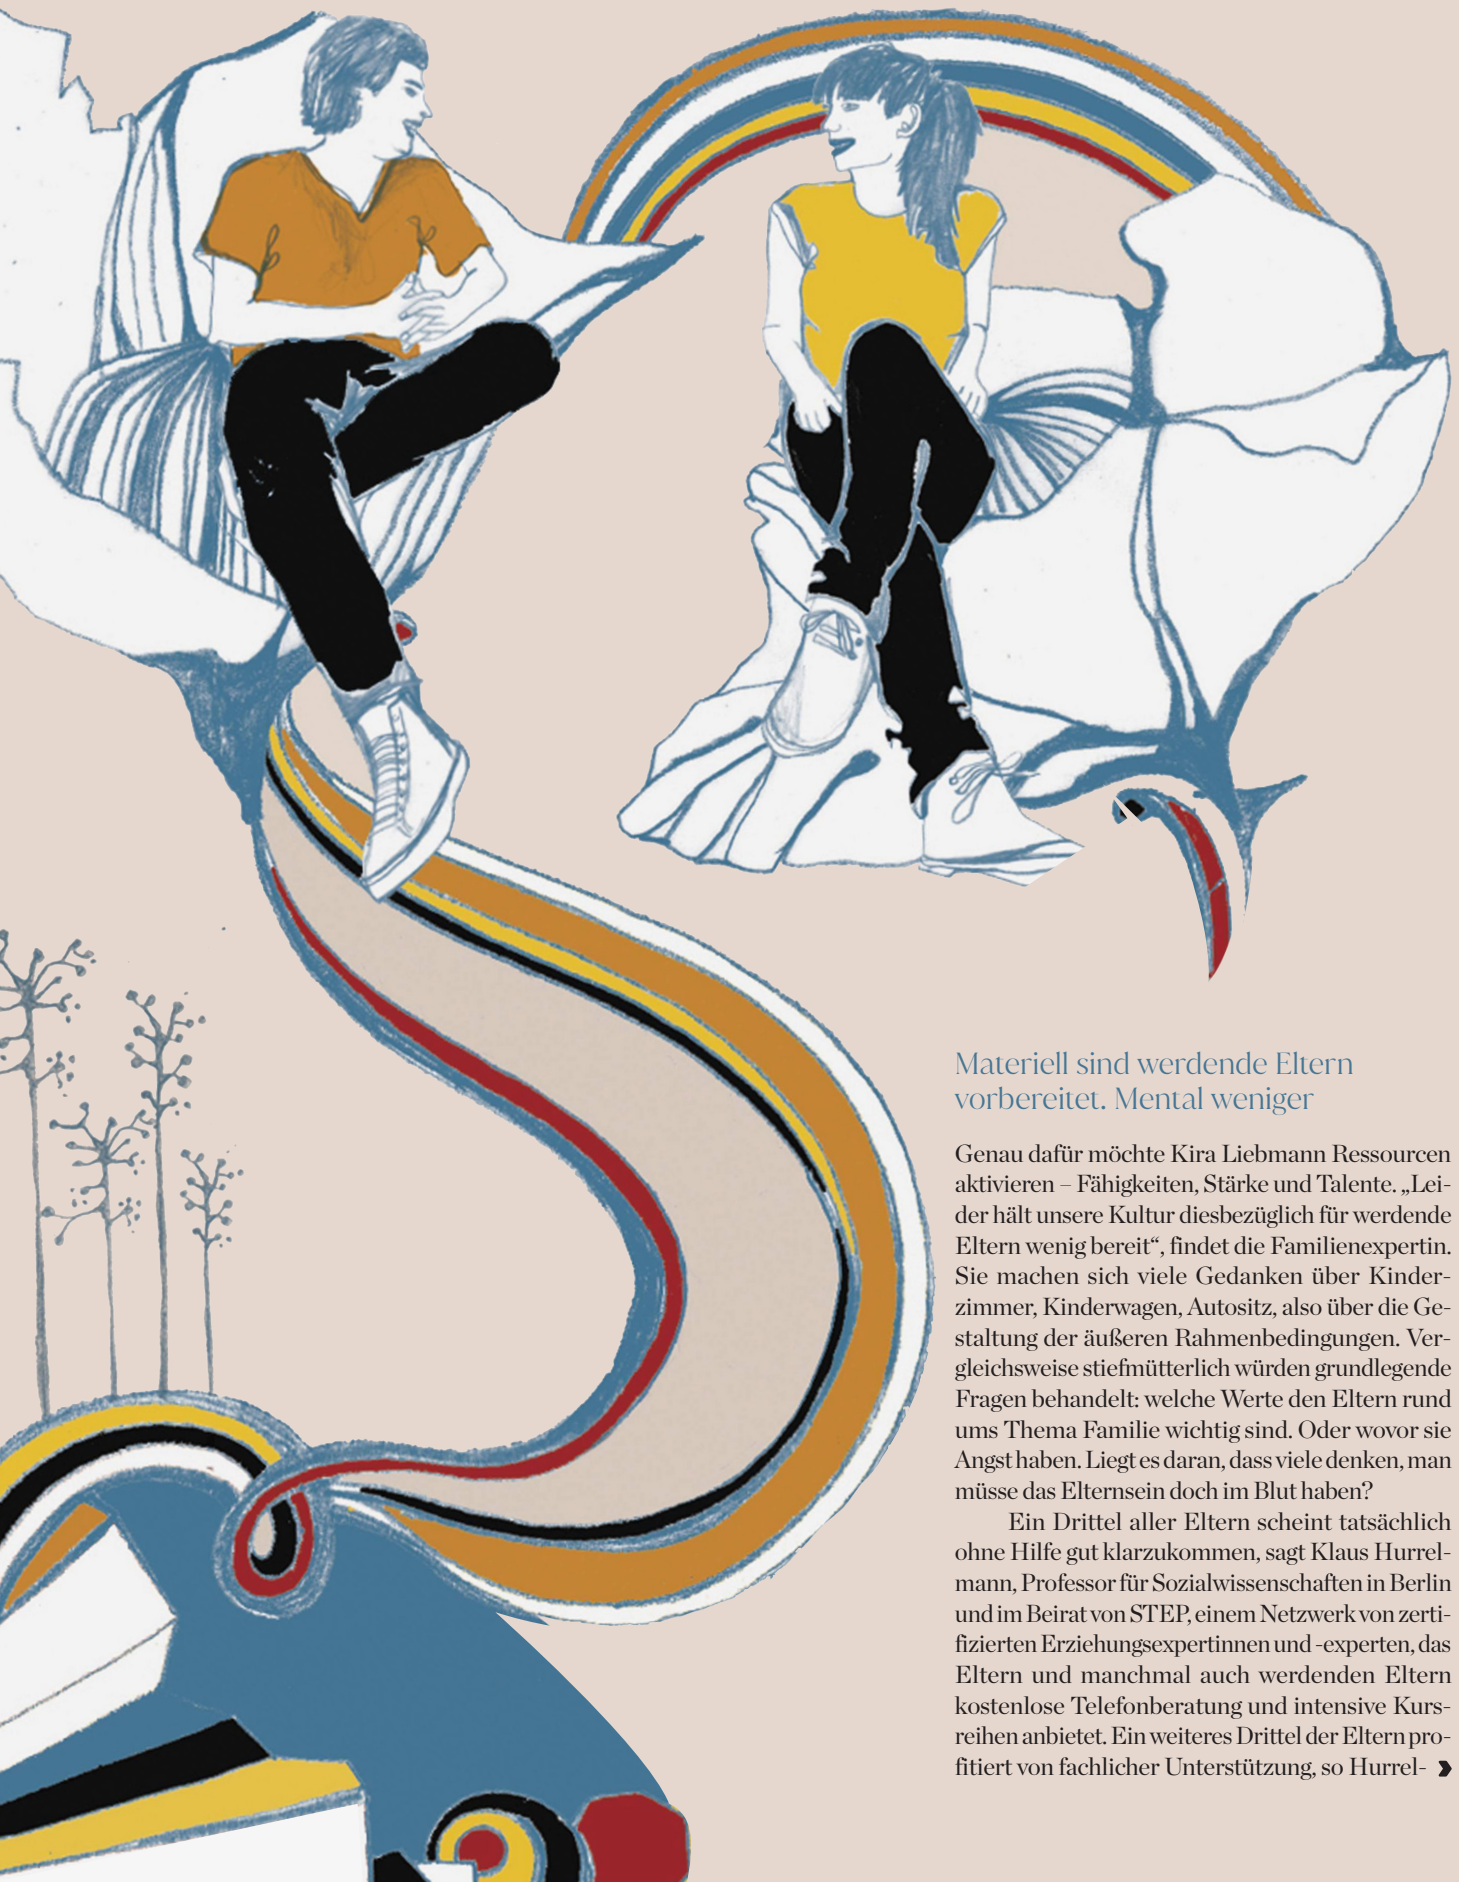 Materiell sind werdende Eltern
vorbereitet. Mental weniger
Genau dafür möchte Kira Liebmann Ressourcen
aktivieren – Fähigkeiten, Stärke und Talente. „Lei-
der hält unsere Kultur diesbezüglich für werdende
Eltern wenig bereit“, findet die Familienexpertin.
Sie machen sich viele Gedanken über Kinder-
zimmer, Kinderwagen, Autositz, also über die Ge-
staltung der äußeren Rahmenbedingungen. Ver-
gleichsweise stiefmütterlich würden grundlegende
Fragen behandelt: welche Werte den Eltern rund
ums Thema Familie wichtig sind. Oder wovor sie
Angst haben. Liegt es daran, dass viele denken, man
müsse das Elternsein doch im Blut haben?
Ein Drittel aller Eltern scheint tatsächlich
ohne Hilfe gut klarzukommen, sagt Klaus Hurrel-
mann, Professor für Sozialwissenschaften in Berlin
und im Beirat von STEP, einem Netzwerk von zerti-
fizierten Erziehungsexpertinnen und -experten, das
Eltern und manchmal auch werdenden Eltern
kostenlose Telefonberatung und intensive Kurs-
reihen anbietet. Ein weiteres Drittel der Eltern pro-
fitiert von fachlicher Unterstützung, so Hurrel-